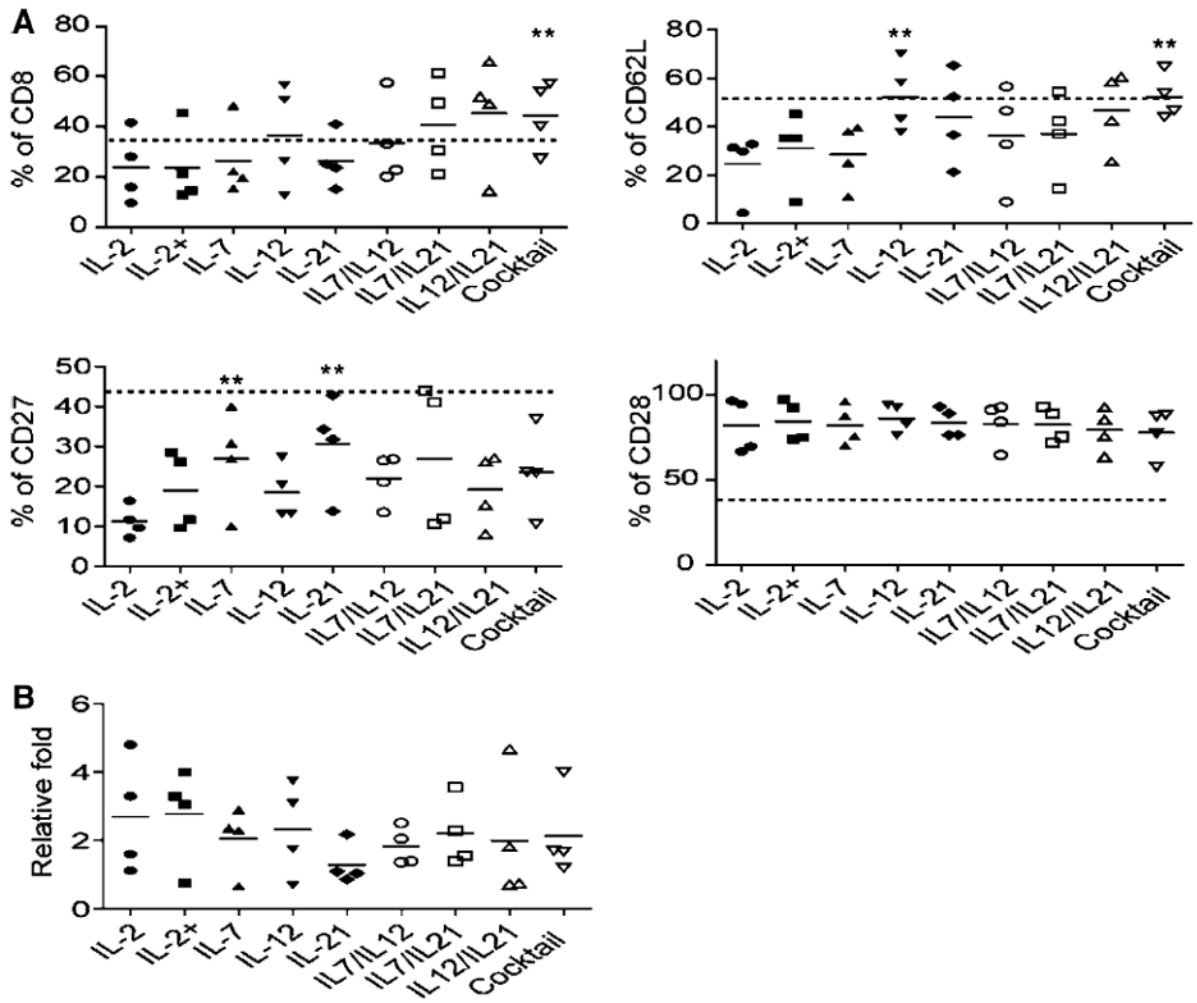 A
% of CD8
80
60
40
20
0
**
IL-2
IL-2+
IL-7
IL-12
IL-21
IL7/IL12
IL7/IL21
IL12/IL21
Cocktail
% of CD62L
80
60
40
20
0
**
**
IL-2
IL-2+
IL-7
IL-12
IL-21
IL7/IL12
IL7/IL21
IL12/IL21
Cocktail
% of CD27
50
40
30
20
10
0
**
**
IL-2
IL-2+
IL-7
IL-12
IL-21
IL7/IL12
IL7/IL21
IL12/IL21
Cocktail
% of CD28
100
50
0
IL-2
IL-2+
IL-7
IL-12
IL-21
IL7/IL12
IL7/IL21
IL12/IL21
Cocktail
B
Relative fold
6
4
2
0
IL-2
IL-2+
IL-7
IL-12
IL-21
IL7/IL12
IL7/IL21
IL12/IL21
Cocktail